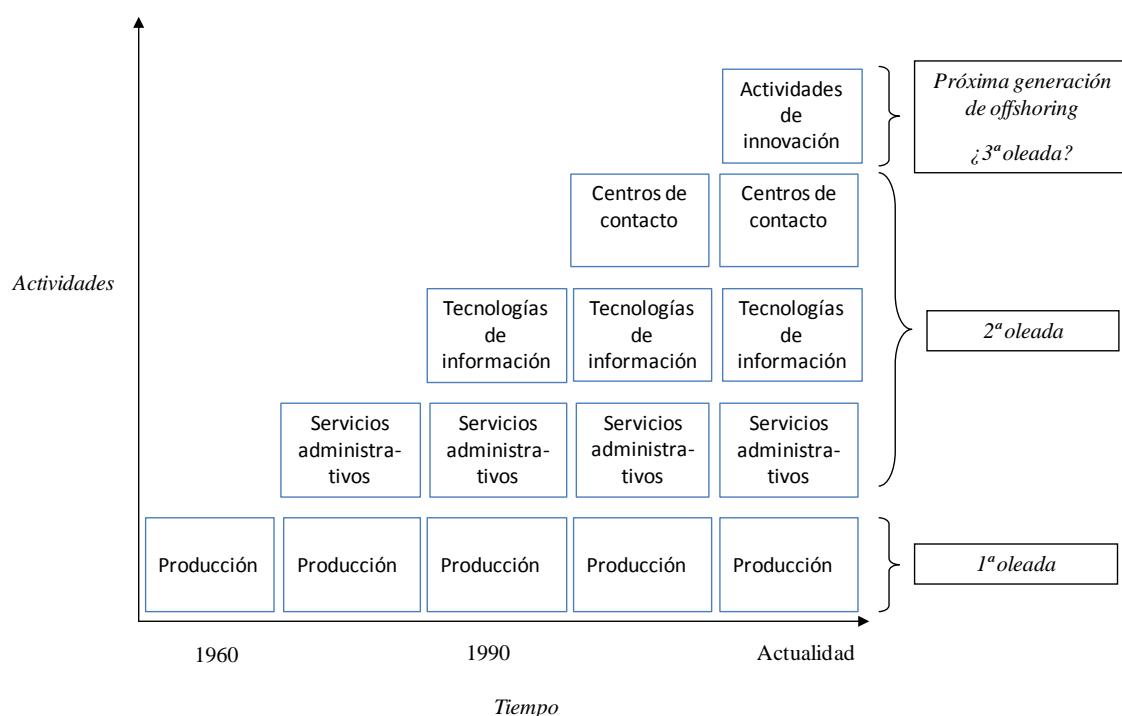 Actividades
de
innovación
Próxima generación
de offshoring
¿3ª oleada?
Centros de
contacto
Centros de
contacto
Actividades
Tecnologías
de
información
Tecnologías
de
información
Tecnologías
de
información
2ª oleada
Servicios
administra-
tivos
Servicios
administra-
tivos
Servicios
administra-
tivos
Servicios
administra-
tivos
Producción
Producción
Producción
Producción
Producción
1ª oleada
1960
1990
Actualidad
Tiempo